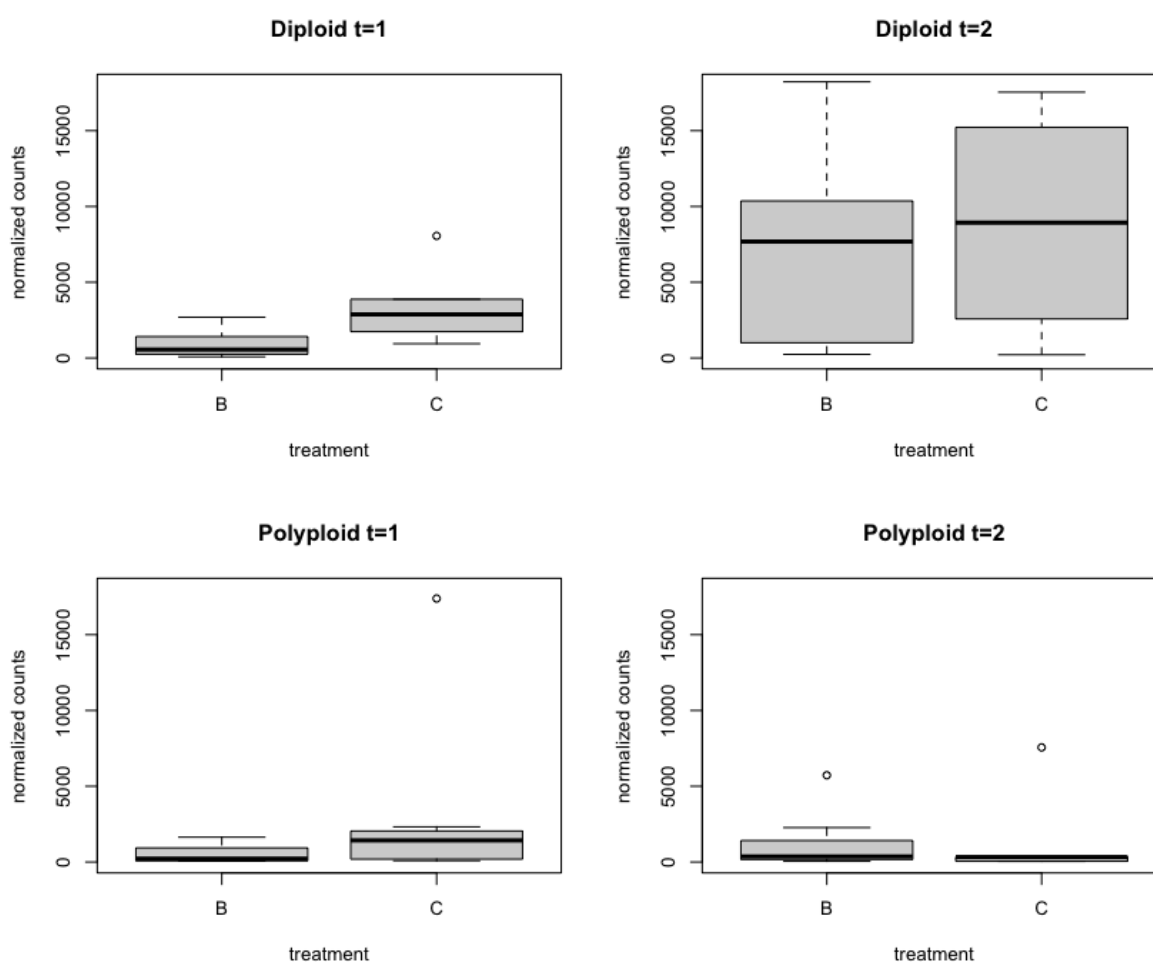 Diploid t=1
normalized counts
15000
10000
5000
0
B C
treatment
Diploid t=2
normalized counts
15000
10000
5000
0
B C
treatment
Polyploid t=1
normalized counts
15000
10000
5000
0
B C
treatment
Polyploid t=2
normalized counts
15000
10000
5000
0
B C
treatment